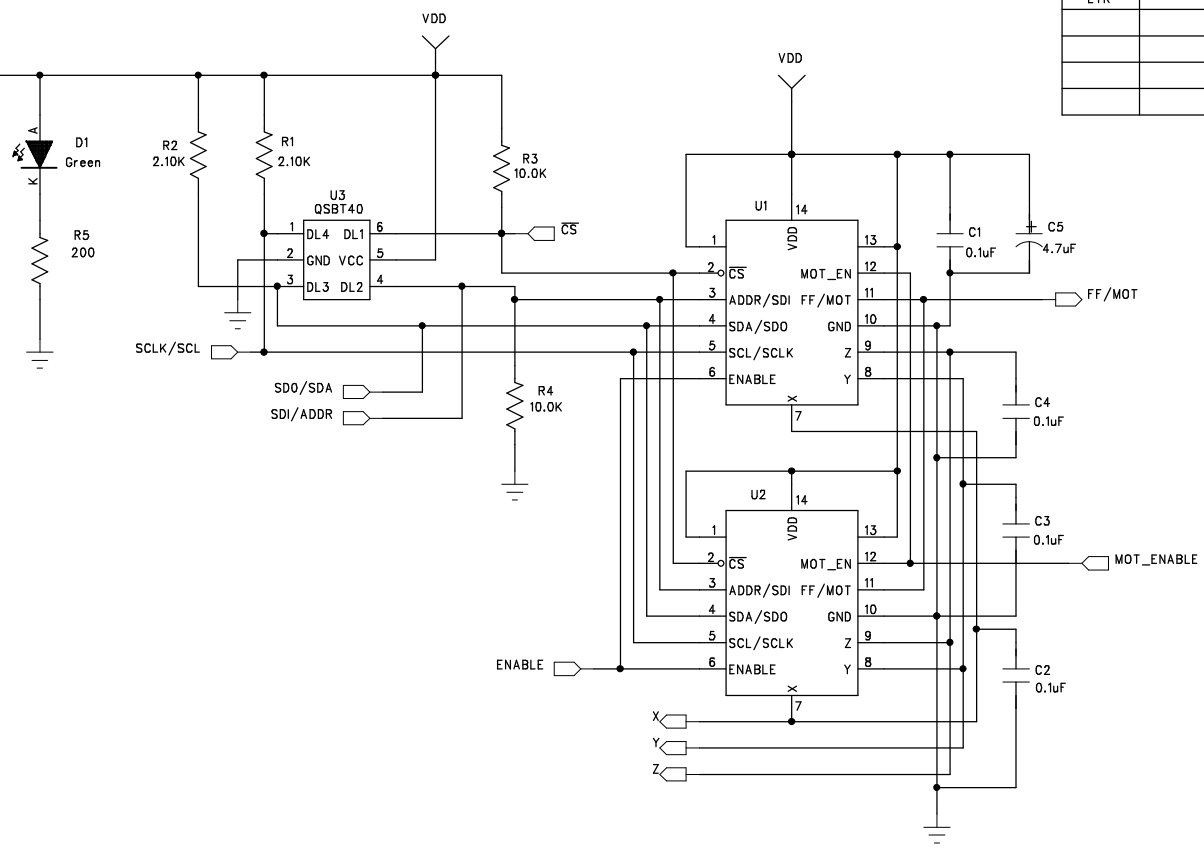 VDD
VDD
A
D1
Green
K
R5
200
R2
2.10K
R1
2.10K
R3
10.0K
U3
QSBT40
1 DL4 DL1 6
2 GND VCC 5
3 DL3 DL2 4
CS
SCLK/SCL
SDO/SDA
SDI/ADDR
R4
10.0K
U1
14
VDD
1 13
2 CS MOT_EN 12
3 ADDR/SDI FF/MOT 11
4 SDA/SDO GND 10
5 SCL/SCLK Z 9
6 ENABLE Y 8
X
7
C1
0.1uF
+ C5
4.7uF
FF/MOT
C4
0.1uF
U2
14
VDD
1 13
2 CS MOT_EN 12
3 ADDR/SDI FF/MOT 11
4 SDA/SDO GND 10
5 SCL/SCLK Z 9
6 ENABLE Y 8
X
7
C3
0.1uF
MOT_ENABLE
ENABLE
C2
0.1uF
X
Y
Z